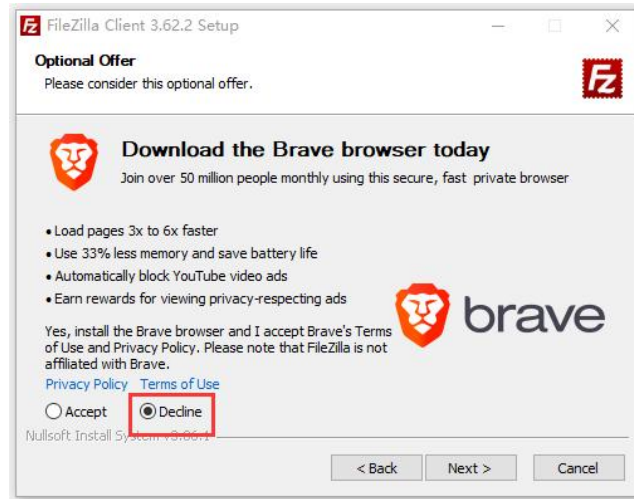 FileZilla Client 3.62.2 Setup
Optional Offer
Please consider this optional offer.
Fz
Download the Brave browser today
Join over 50 million people monthly using this secure, fast private browser
• Load pages 3x to 6x faster
• Use 33% less memory and save battery life
• Automatically block YouTube video ads
• Earn rewards for viewing privacy-respecting ads
brave
Yes, install the Brave browser and I accept Brave's Terms
of Use and Privacy Policy. Please note that FileZilla is not
affiliated with Brave.
Privacy Policy Terms of Use
Accept Decline
Nullsoft Install System v3.06.1
< Back Next > Cancel